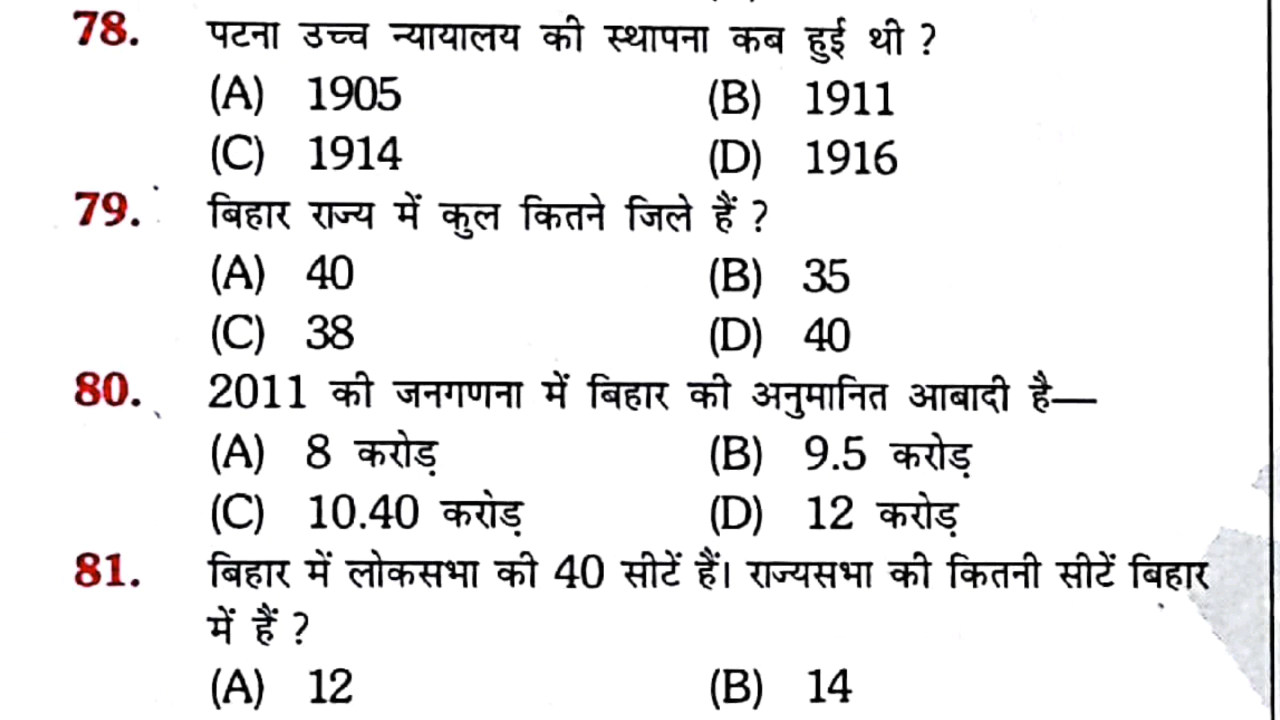 78. पटना उच्च न्यायालय की स्थापना कब हुई थी ?
(A) 1905 (B) 1911
(C) 1914 (D) 1916
79. बिहार राज्य में कुल कितने जिले हैं ?
(A) 40 (B) 35
(C) 38 (D) 40
80. 2011 की जनगणना में बिहार की अनुमानित आबादी है—
(A) 8 करोड़ (B) 9.5 करोड़
(C) 10.40 करोड़ (D) 12 करोड़
81. बिहार में लोकसभा की 40 सीटें हैं। राज्यसभा की कितनी सीटें बिहार
में हैं ?
(A) 12 (B) 14